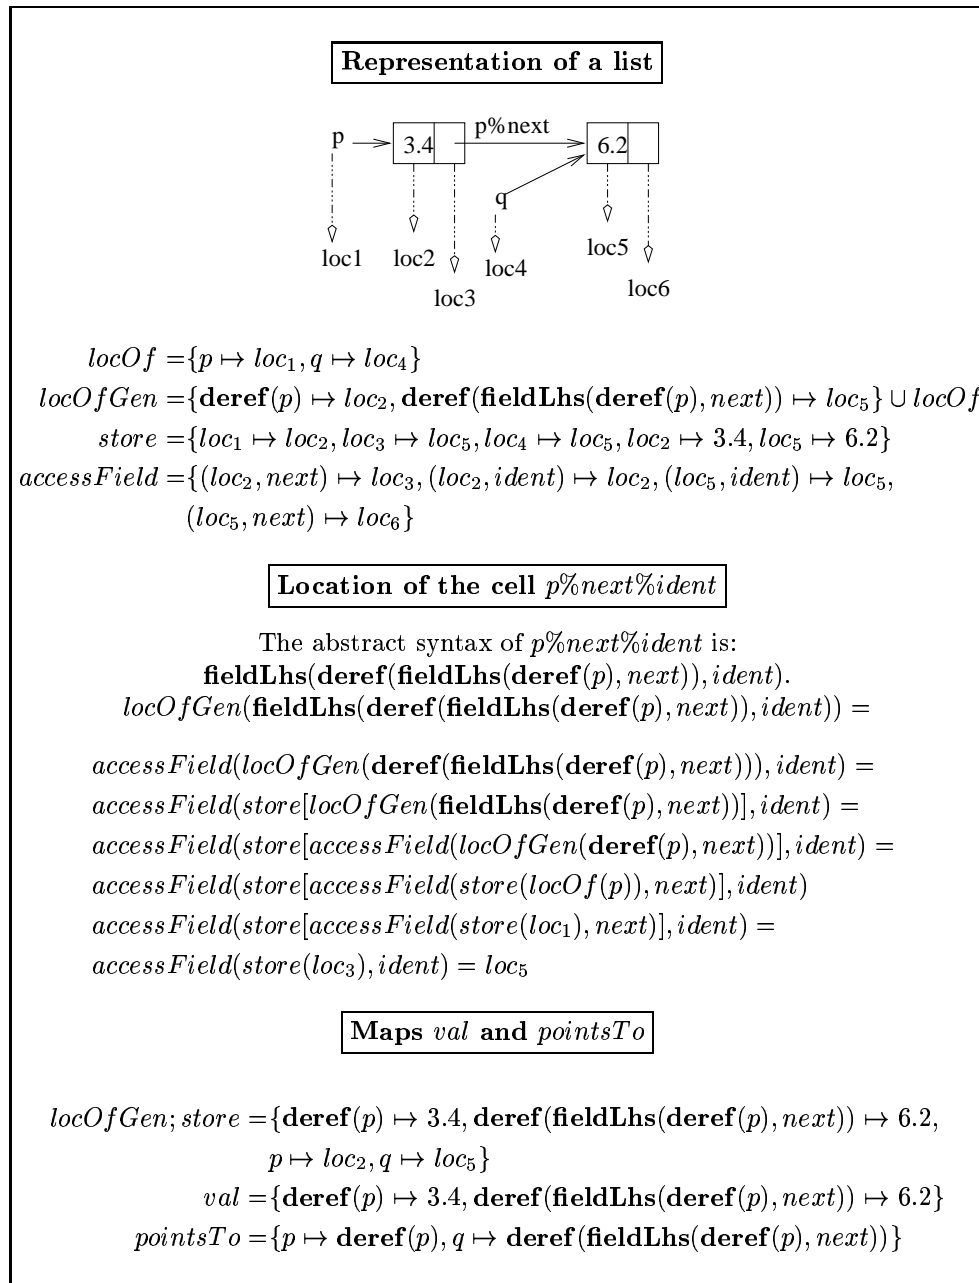 Representation of a list
p%next
p
3.4
6.2
q
loc1
loc2
loc3
loc4
loc5
loc6
locOf ={p ↦ loc₁, q ↦ loc₄}
locOfGen ={deref(p) ↦ loc₂, deref(fieldLhs(deref(p), next)) ↦ loc₅} ∪ locOf
store ={loc₁ ↦ loc₂, loc₃ ↦ loc₅, loc₄ ↦ loc₅, loc₂ ↦ 3.4, loc₅ ↦ 6.2}
accessField ={(loc₂, next) ↦ loc₃, (loc₂, ident) ↦ loc₂, (loc₅, ident) ↦ loc₅,
(loc₅, next) ↦ loc₆}
Location of the cell p%next%ident
The abstract syntax of p%next%ident is:
fieldLhs(deref(fieldLhs(deref(p), next)), ident).
locOfGen(fieldLhs(deref(fieldLhs(deref(p), next)), ident)) =
accessField(locOfGen(deref(fieldLhs(deref(p), next))), ident) =
accessField(store[locOfGen(fieldLhs(deref(p), next))], ident) =
accessField(store[accessField(locOfGen(deref(p), next))], ident) =
accessField(store[accessField(store(locOf(p)), next)], ident)
accessField(store[accessField(store(loc₁), next)], ident) =
accessField(store(loc₃), ident) = loc₅
Maps val and pointsTo
locOfGen; store ={deref(p) ↦ 3.4, deref(fieldLhs(deref(p), next)) ↦ 6.2,
p ↦ loc₂, q ↦ loc₅}
val ={deref(p) ↦ 3.4, deref(fieldLhs(deref(p), next)) ↦ 6.2}
pointsTo ={p ↦ deref(p), q ↦ deref(fieldLhs(deref(p), next))}